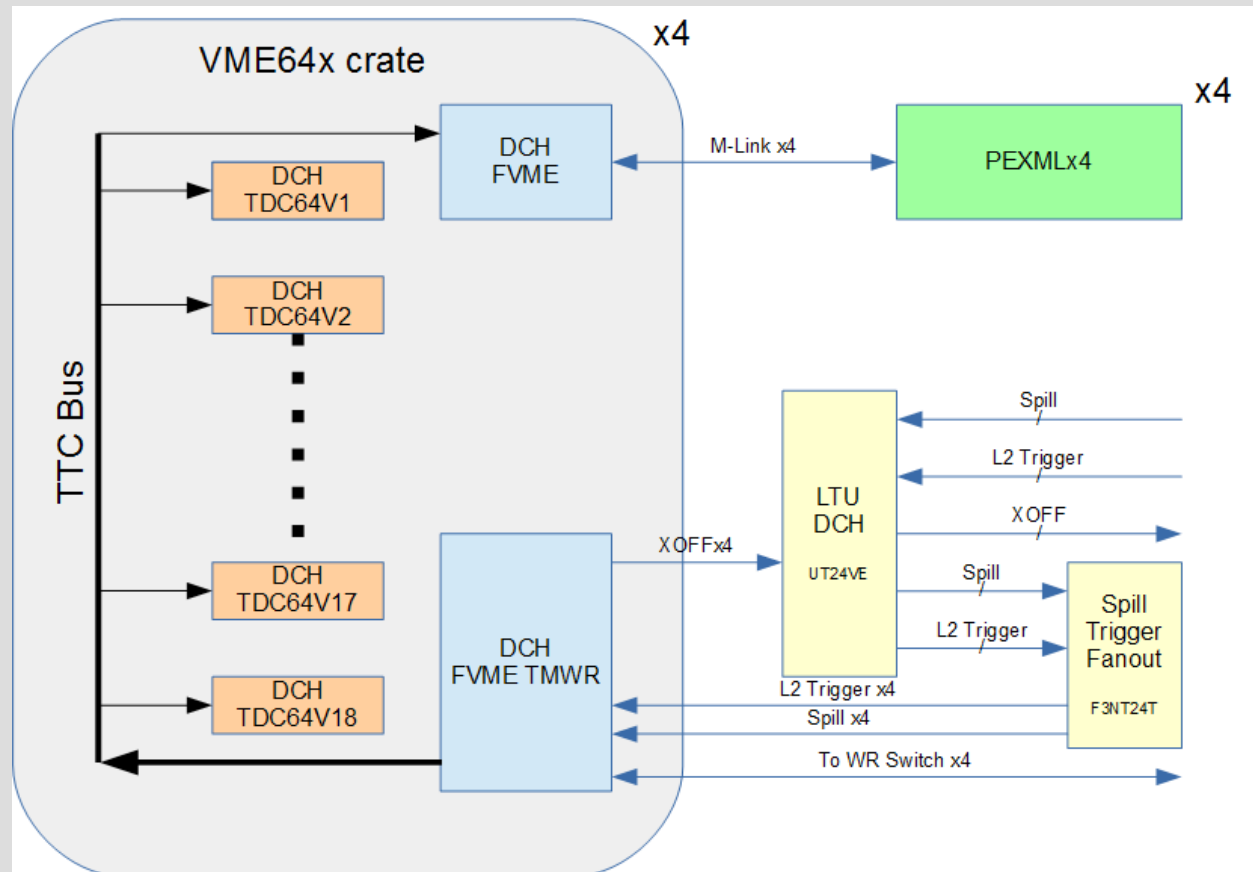 x4
VME64x crate
x4
DCH
FVME
M-Link x4
PEXMLx4
DCH
TDC64V1
DCH
TDC64V2
TTC Bus
Spill
L2 Trigger
LTU
DCH
UT24VE
XOFF
XOFFx4
Spill
L2 Trigger
Spill
Trigger
Fanout
F3NT24T
DCH
TDC64V17
DCH
FVME TMWR
DCH
TDC64V18
L2 Trigger x4
Spill x4
To WR Switch x4